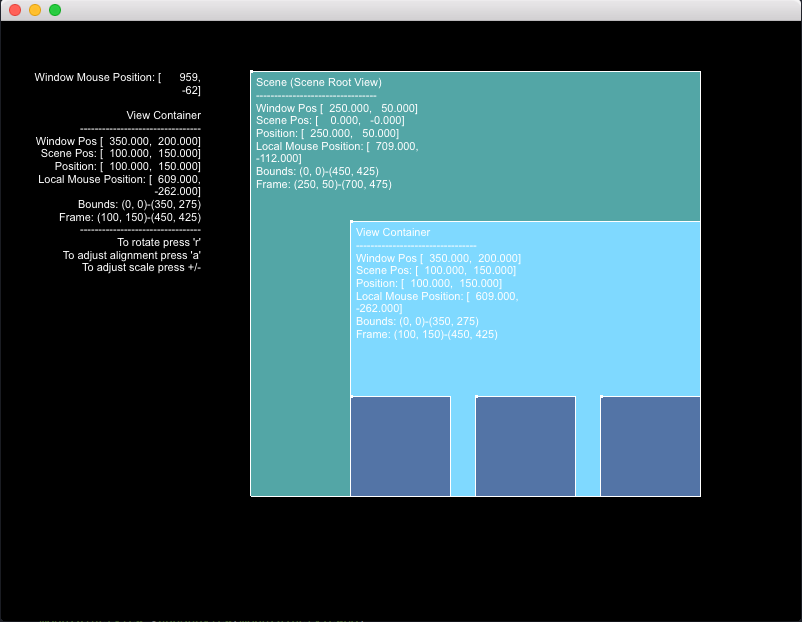 Window Mouse Position: [ 959,
-62]
View Container
---------------------------------
Window Pos [ 350.000, 200.000]
Scene Pos: [ 100.000, 150.000]
Position: [ 100.000, 150.000]
Local Mouse Position: [ 609.000,
-262.000]
Bounds: (0, 0)-(350, 275)
Frame: (100, 150)-(450, 425)
---------------------------------
To rotate press 'r'
To adjust alignment press 'a'
To adjust scale press +/-
Scene (Scene Root View)
---------------------------------
Window Pos [ 250.000, 50.000]
Scene Pos: [ 0.000, -0.000]
Position: [ 250.000, 50.000]
Local Mouse Position: [ 709.000,
-112.000]
Bounds: (0, 0)-(450, 425)
Frame: (250, 50)-(700, 475)
View Container
---------------------------------
Window Pos [ 350.000, 200.000]
Scene Pos: [ 100.000, 150.000]
Position: [ 100.000, 150.000]
Local Mouse Position: [ 609.000,
-262.000]
Bounds: (0, 0)-(350, 275)
Frame: (100, 150)-(450, 425)